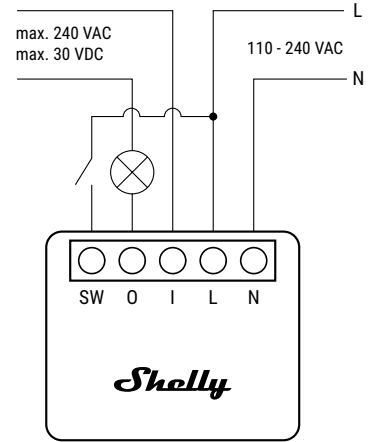 L
max. 240 VAC
max. 30 VDC
110 - 240 VAC
N
SW O I L N
Shelly